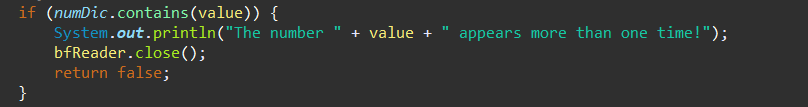 if (numDic.contains(value)) {
System.out.println("The number " + value + " appears more than one time!");
bfReader.close();
return false;
}